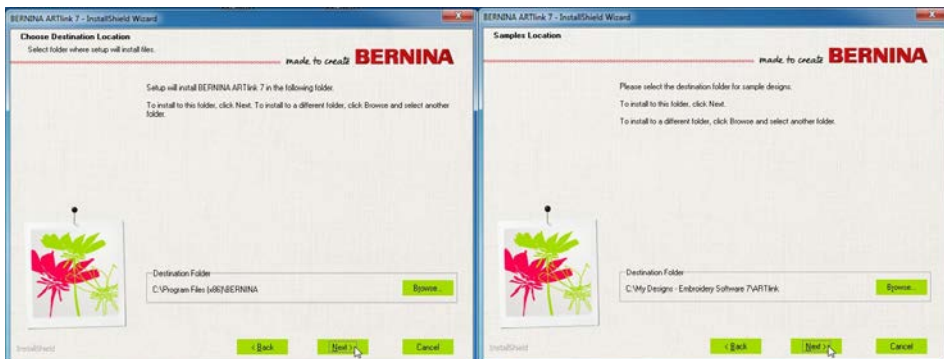 BERNINA ARTlink 7 - InstallShield Wizard
Choose Destination Location
Select folder where setup will install files.
made to create BERNINA
Setup will install BERNINA ARTlink 7 in the following folder.
To install to this folder, click Next. To install to a different folder, click Browse and select another
folder.
Destination Folder
C:\Program Files (x86)\BERNINA
Browse...
InstallShield
< Back
Next >
Cancel
BERNINA ARTlink 7 - InstallShield Wizard
Samples Location
made to create BERNINA
Please select the destination folder for sample designs.
To install to this folder, click Next.
To install to a different folder, click Browse and select another folder.
Destination Folder
C:\My Designs - Embroidery Software 7\ARTlink
Browse...
InstallShield
< Back
Next >
Cancel